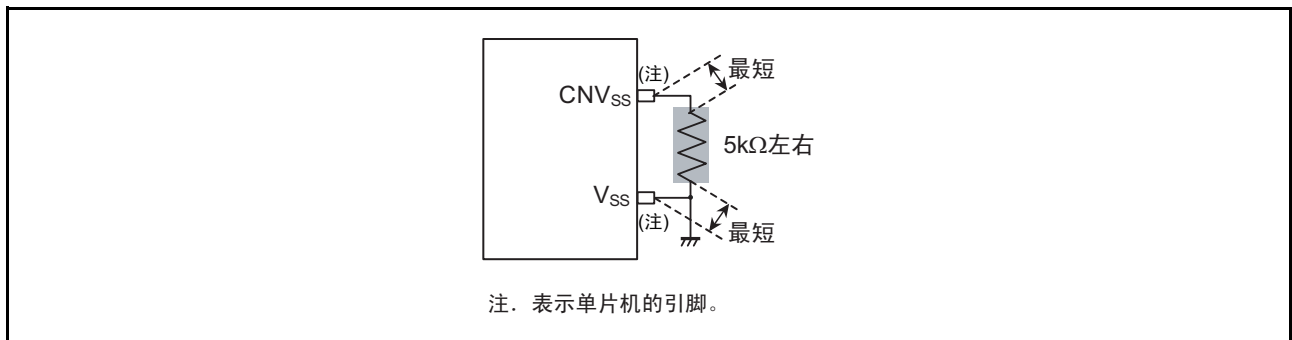 (注)
最短
CNVSS
5kΩ左右
VSS
(注)
最短
注. 表示单片机的引脚。